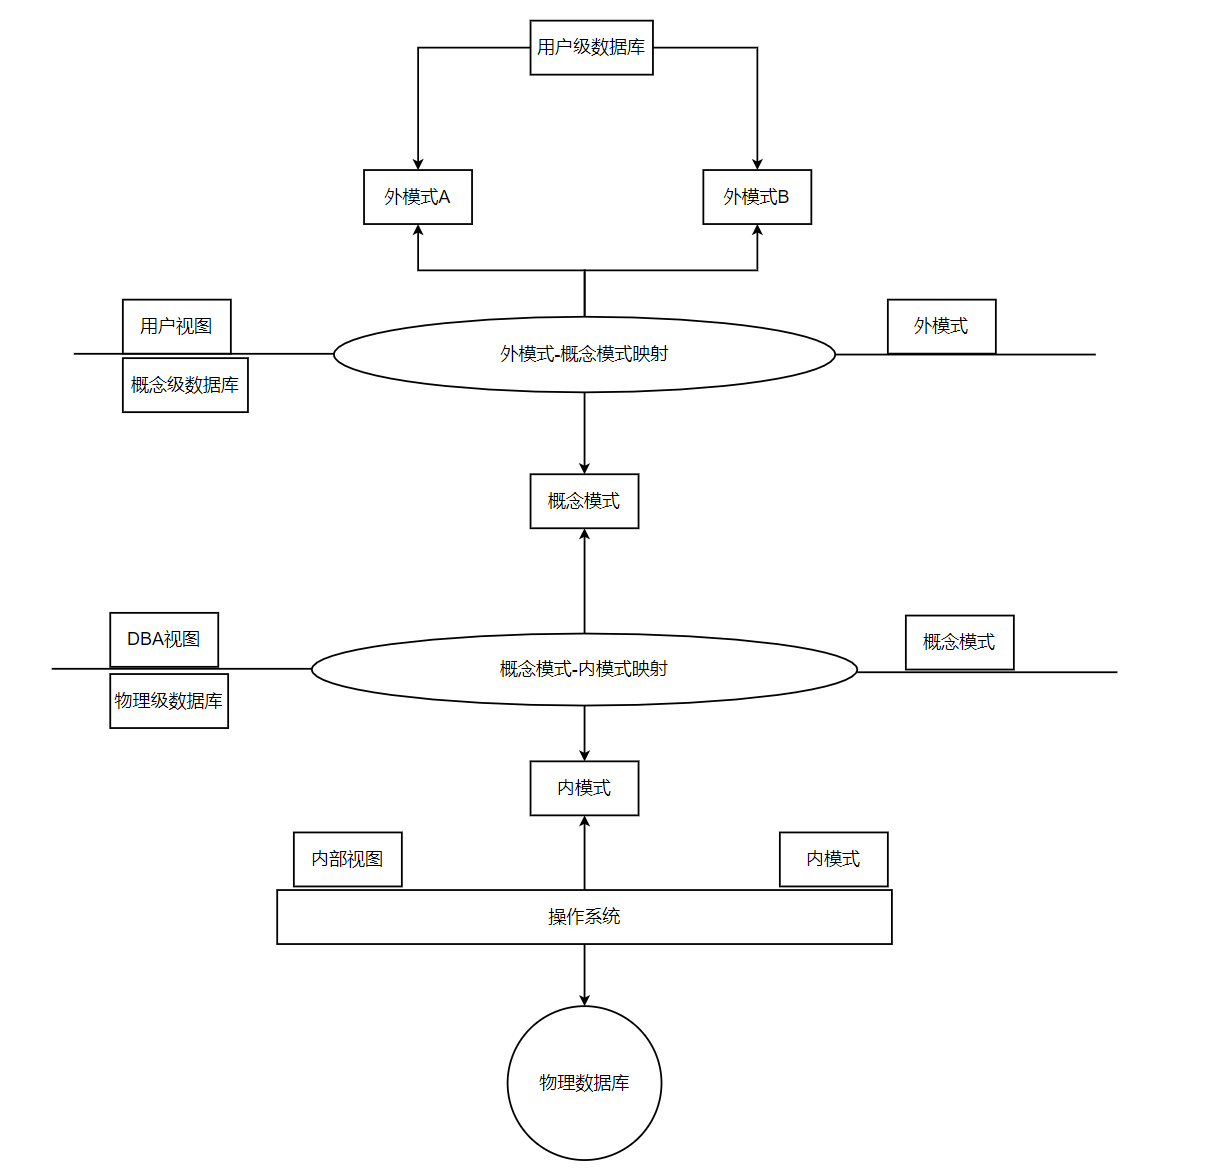 用户级数据库
外模式A
外模式B
用户视图
外模式
外模式-概念模式映射
概念级数据库
概念模式
DBA视图
概念模式
概念模式-内模式映射
物理级数据库
内模式
内部视图
内模式
操作系统
物理数据库